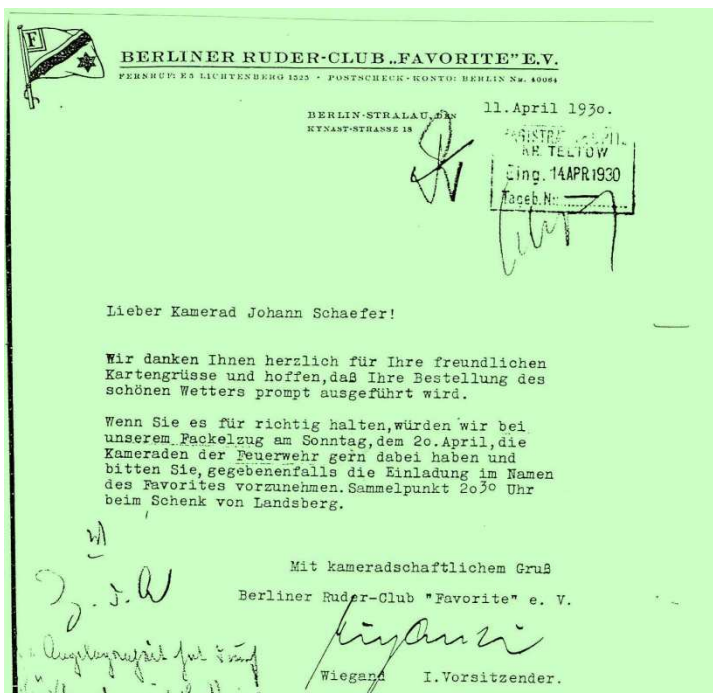 F
BERLINER RUDER-CLUB „FAVORITE” E.V.
FERNRUF: E5 LICHTENBERG 1525 · POSTSCHECK-KONTO: BERLIN Nr. 40064
BERLIN-STRALAU, DEN 11.April 1930.
KYNAST-STRASSE 18
KR. TELTOW
Eing. 14.APR 1930
Tageb. Nr.
Lieber Kamerad Johann Schaefer!
Wir danken Ihnen herzlich für Ihre freundlichen
Kartengrüsse und hoffen,daß Ihre Bestellung des
schönen Wetters prompt ausgeführt wird.
Wenn Sie es für richtig halten,würden wir bei
unserem Fackelzug am Sonntag,dem 20.April,die
Kameraden der Feuerwehr gern dabei haben und
bitten Sie,gegebenenfalls die Einladung im Namen
des Favorites vorzunehmen.Sammelpunkt 2030 Uhr
beim Schenk von Landsberg.
Mit kameradschaftlichem Gruß
Berliner Ruder-Club "Favorite" e. V.
Wiegand I.Vorsitzender.